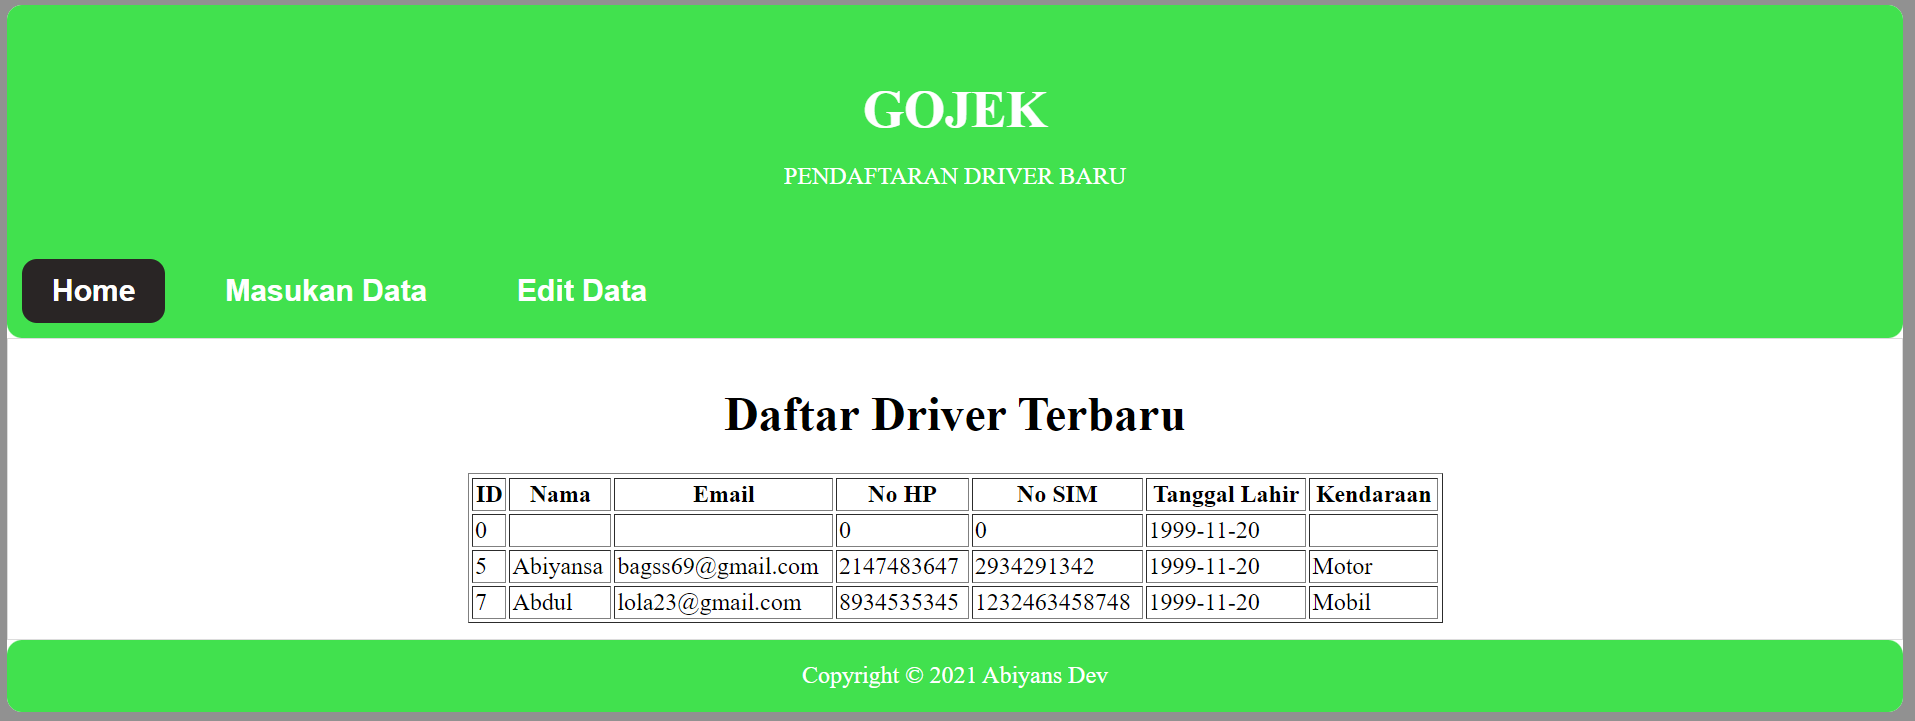 GOJEK
PENDAFTARAN DRIVER BARU
Home Masukan Data Edit Data
Daftar Driver Terbaru
ID Nama Email No HP No SIM Tanggal Lahir Kendaraan
0 0 0 1999-11-20
5 Abiyansa bagss69@gmail.com 2147483647 2934291342 1999-11-20 Motor
7 Abdul lola23@gmail.com 8934535345 1232463458748 1999-11-20 Mobil
Copyright © 2021 Abiyans Dev